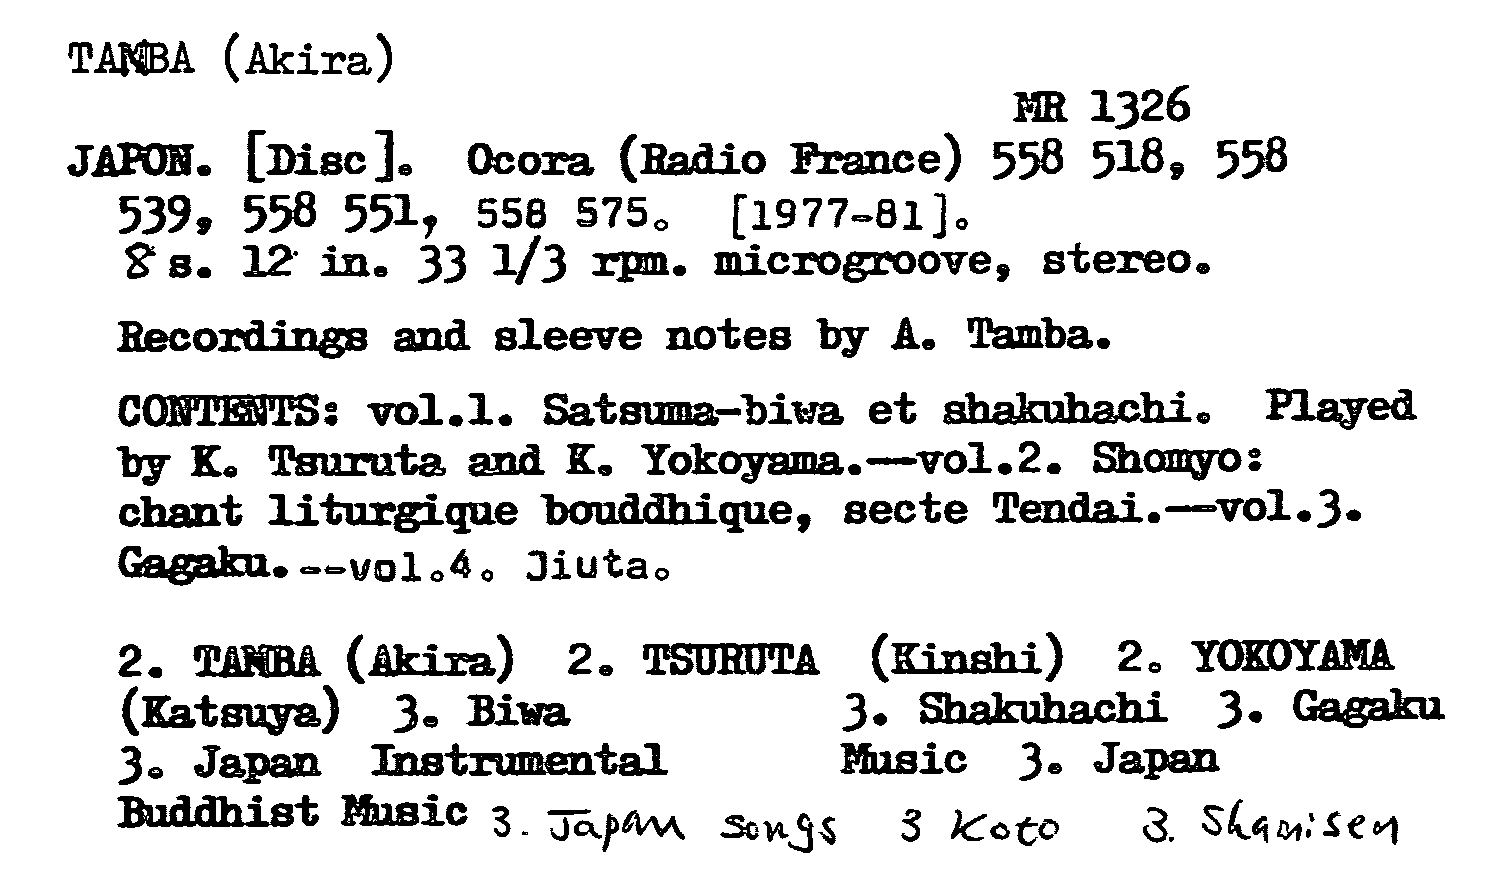 TAMBA (Akira)
MR 1326
JAPON. [Disc]. Ocora (Radio France) 558 518, 558
539, 558 551, 558 575. [1977-81].
8 s. 12 in. 33 1/3 rpm. microgroove, stereo.
Recordings and sleeve notes by A. Tamba.
CONTENTS: vol.1. Satsuma-biwa et shakuhachi. Played
by K. Tsuruta and K. Yokoyama.--vol.2. Shomyo:
chant liturgique bouddhique, secte Tendai.--vol.3.
Gagaku.--vol.4. Jiuta.
2. TAMBA (Akira) 2. TSURUTA (Kinshi) 2. YOKOYAMA
(Katsuya) 3. Biwa 3. Shakuhachi 3. Gagaku
3. Japan Instrumental Music 3. Japan
Buddhist Music 3. Japan songs 3 Koto 3. Shamisen